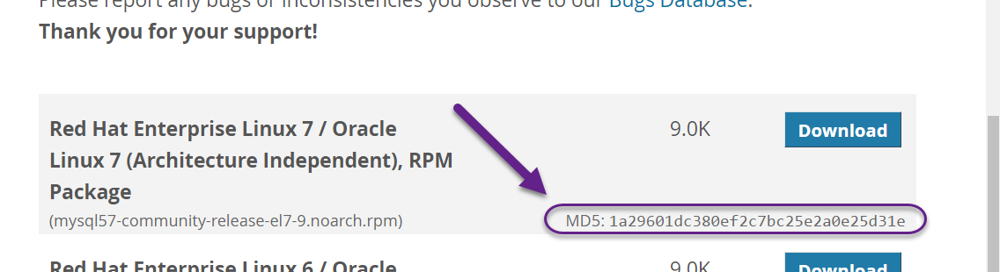 Please report any bugs or inconsistencies you observe to our Bugs Database.
Thank you for your support!
Red Hat Enterprise Linux 7 / Oracle
Linux 7 (Architecture Independent), RPM
Package
9.0K
Download
(mysql57-community-release-el7-9.noarch.rpm)
MD5: 1a29601dc380ef2c7bc25e2a0e25d31e
Red Hat Enterprise Linux 6 / Oracle
9.0K
Download